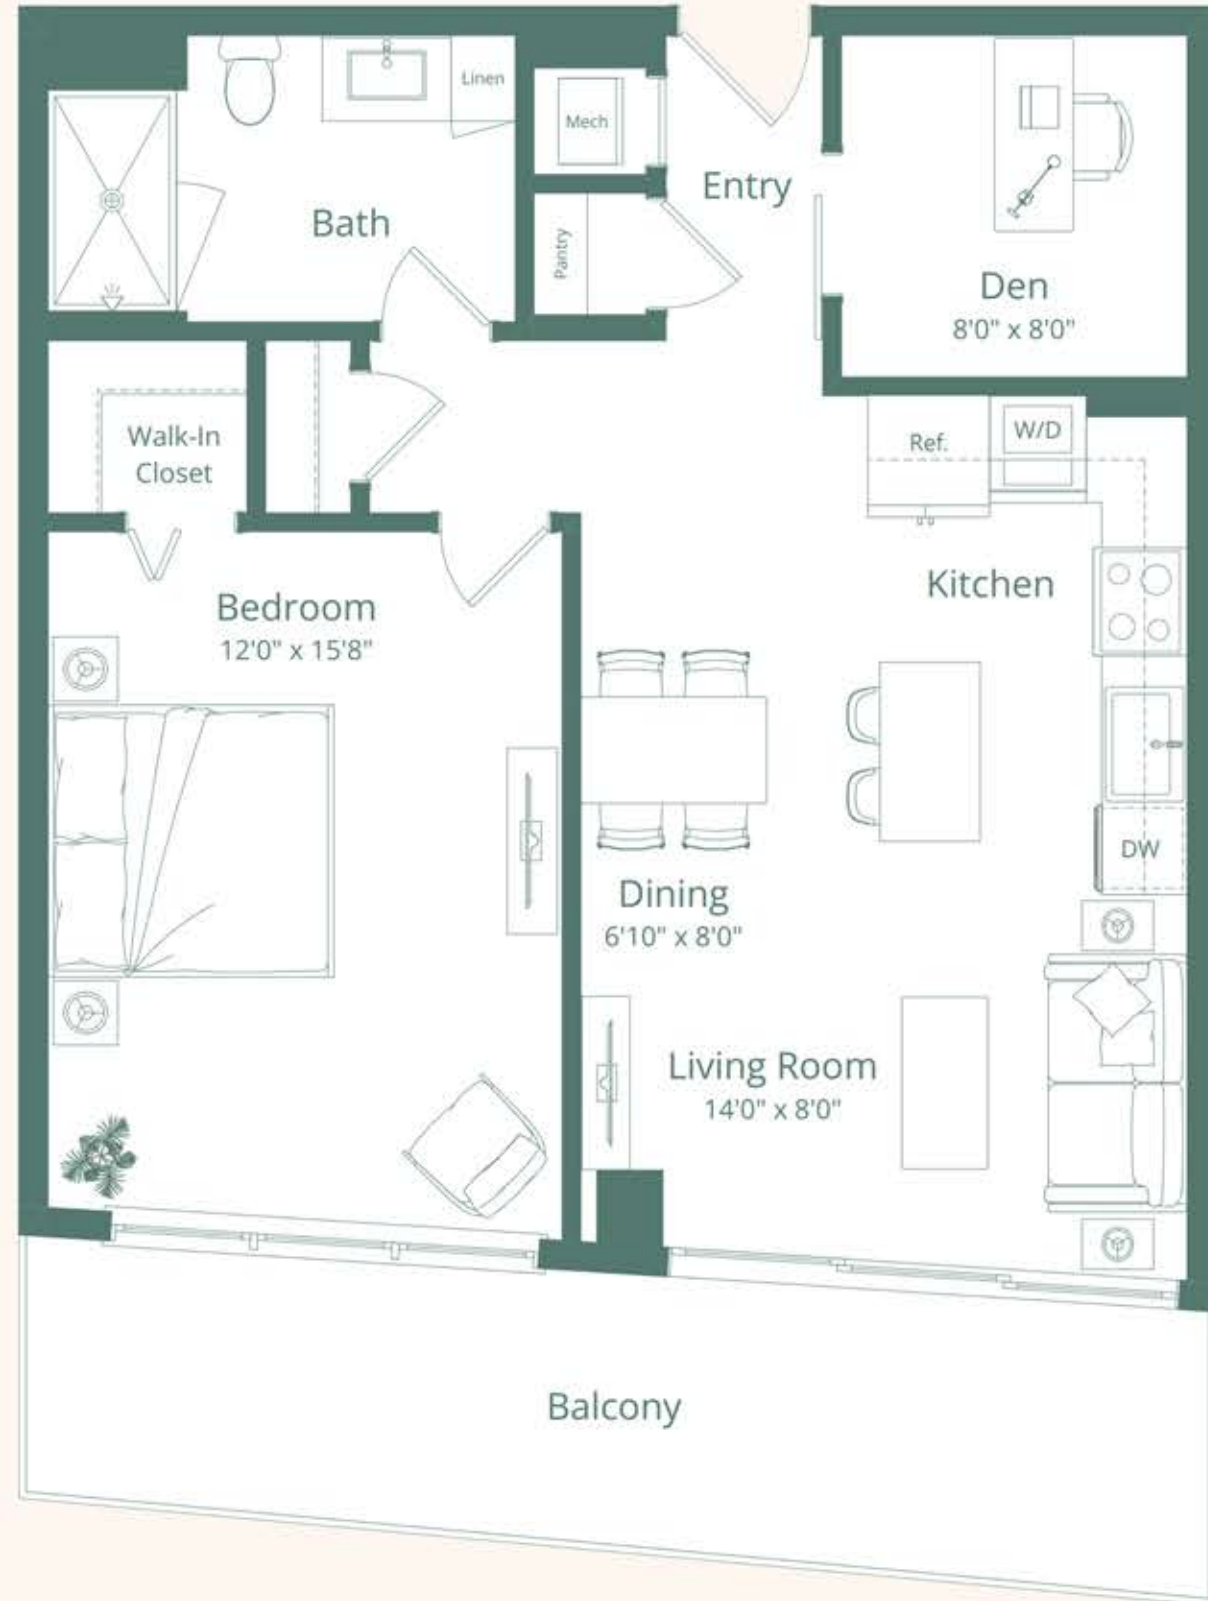 Linen
Mech
Entry
Bath
Pantry
Den
8'0" x 8'0"
Walk-In
Closet
Ref.
W/D
Kitchen
Bedroom
12'0" x 15'8"
DW
Dining
6'10" x 8'0"
Living Room
14'0" x 8'0"
Balcony